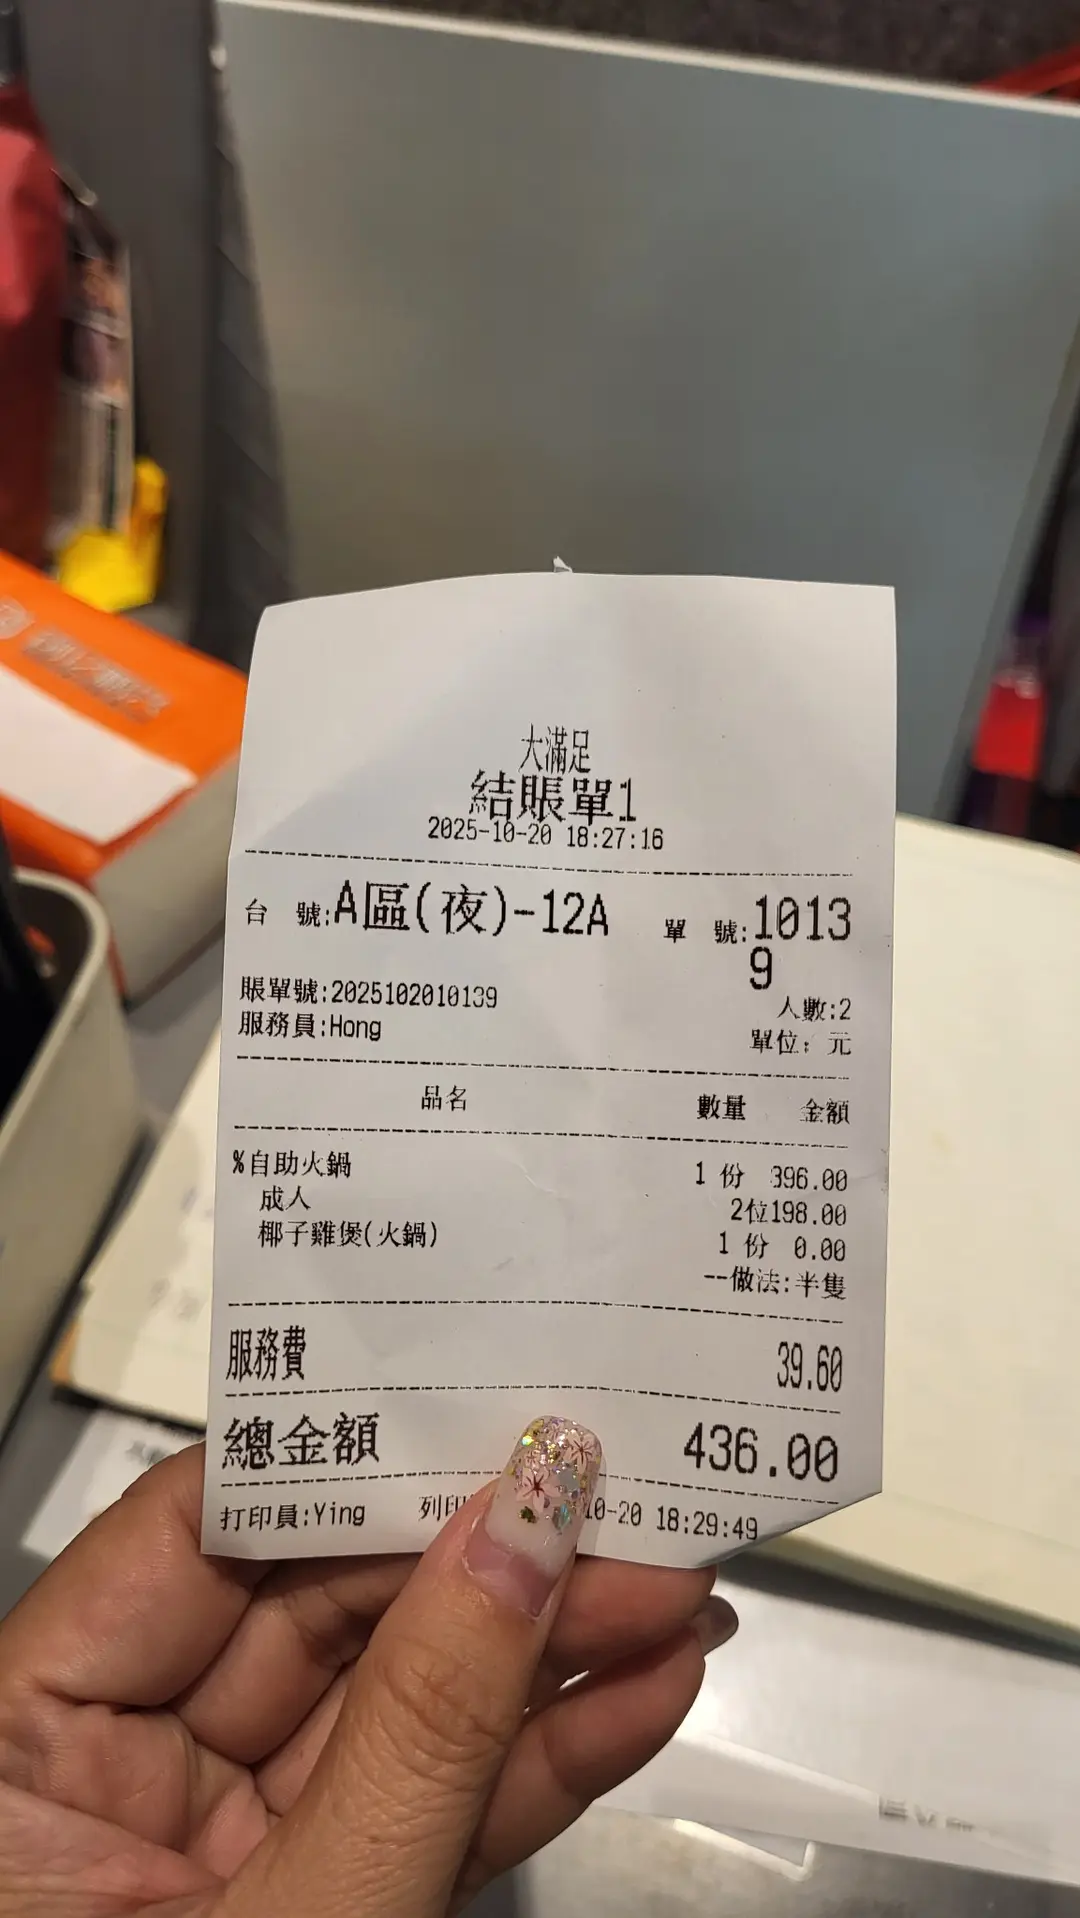 大滿足
結賬單1
2025-10-20 18:27:16
台 號:A區(夜)-12A 單 號:10139
賬單號:2025102010139
人數:2
服務員:Hong
單位: 元
品名 數量 金額
%自助火鍋 1 份 396.00
成人 2位198.00
椰子雞煲(火鍋) 1 份 0.00
--做法:半隻
服務費 39.60
總金額 436.00
打印員:Ying 列印 10-20 18:29:49